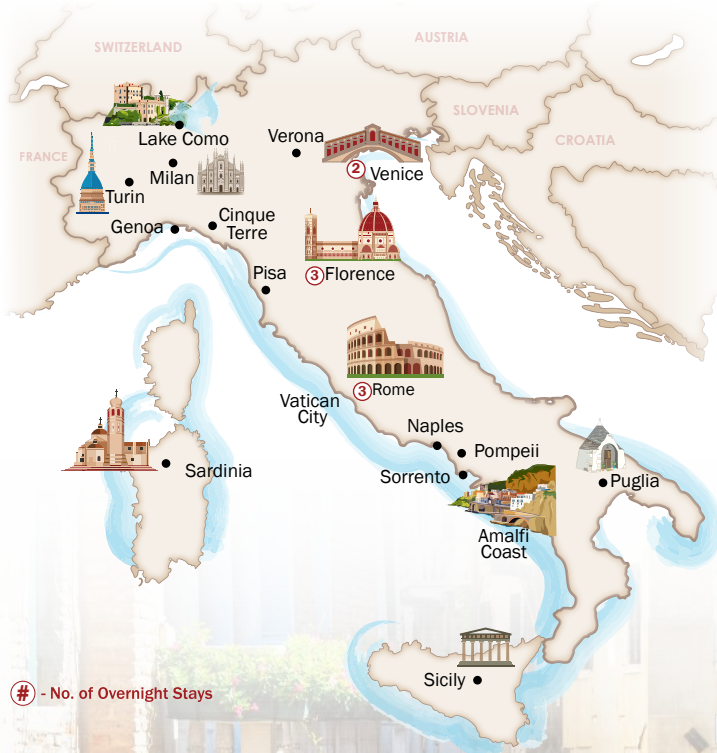 AUSTRIA
SWITZERLAND
SLOVENIA
CROATIA
FRANCE
Lake Como
Verona
Milan
2 Venice
Turin
Genoa
Cinque
Terre
Pisa
3 Florence
3 Rome
Vatican
City
Naples
Pompeii
Sorrento
Puglia
Sardinia
Amalfi
Coast
Sicily
# - No. of Overnight Stays